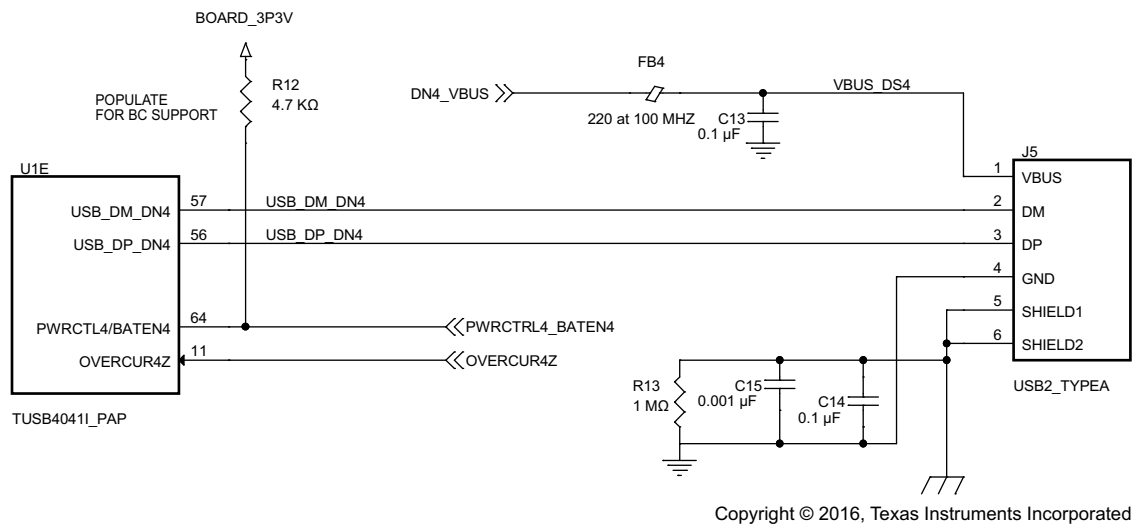 BOARD_3P3V
FB4
R12
4.7 KΩ
DN4_VBUS
VBUS_DS4
POPULATE
FOR BC SUPPORT
220 at 100 MHZ
C13
0.1 µF
U1E
J5
1
VBUS
USB_DM_DN4
57
USB_DM_DN4
2
DM
USB_DP_DN4
56
USB_DP_DN4
3
DP
4
GND
5
SHIELD1
PWRCTL4/BATEN4
64
PWRCTRL4_BATEN4
6
SHIELD2
OVERCUR4Z
11
OVERCUR4Z
R13
1 MΩ
C15
0.001 µF
C14
0.1 µF
USB2_TYPEA
TUSB4041I_PAP
Copyright © 2016, Texas Instruments Incorporated